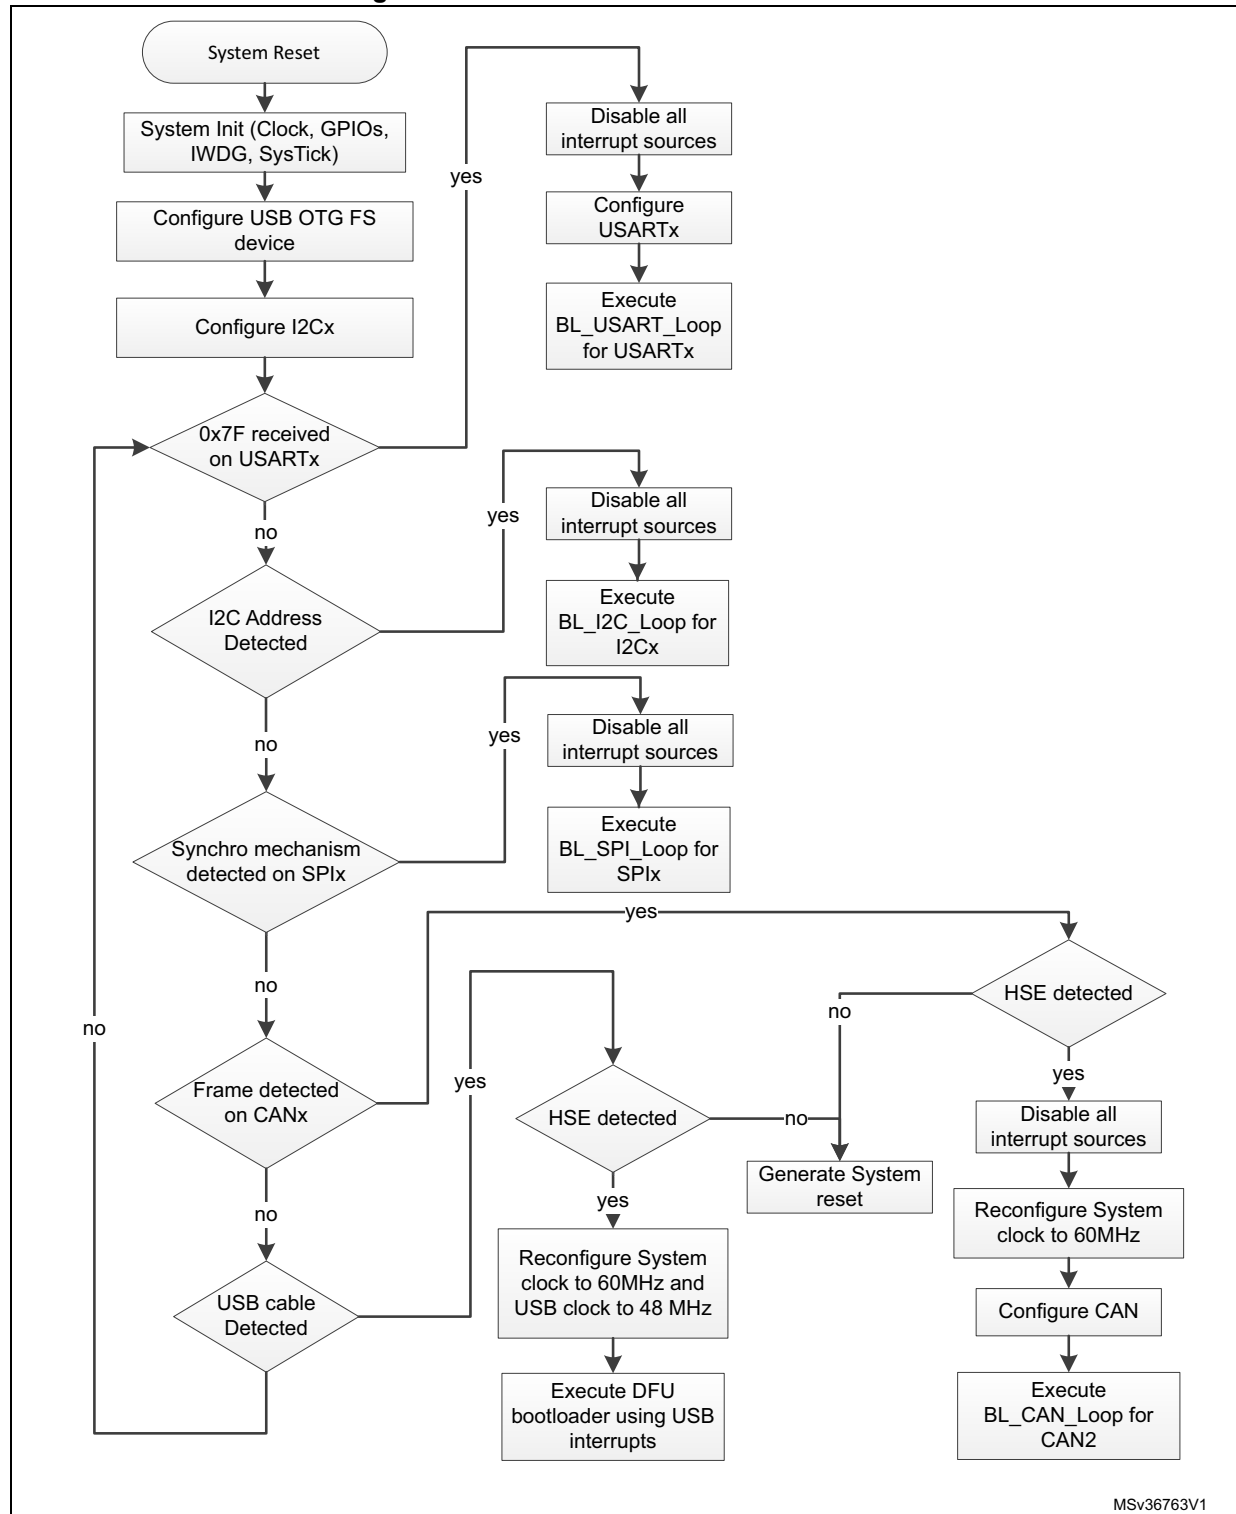 System Reset
System Init (Clock, GPIOs,
IWDG, SysTick)
Configure USB OTG FS
device
Configure I2Cx
0x7F received
on USARTx
yes
Disable all
interrupt sources
Configure
USARTx
Execute
BL_USART_Loop
for USARTx
no
I2C Address
Detected
yes
Disable all
interrupt sources
Execute
BL_I2C_Loop for
I2Cx
no
Synchro mechanism
detected on SPIx
yes
Disable all
interrupt sources
Execute
BL_SPI_Loop for
SPIx
no
Frame detected
on CANx
yes
HSE detected
no
yes
Disable all
interrupt sources
Reconfigure System
clock to 60MHz
Configure CAN
Execute
BL_CAN_Loop for
CAN2
no
USB cable
Detected
yes
HSE detected
no
Generate System
reset
yes
Reconfigure System
clock to 60MHz and
USB clock to 48 MHz
Execute DFU
bootloader using USB
interrupts
no
MSv36763V1